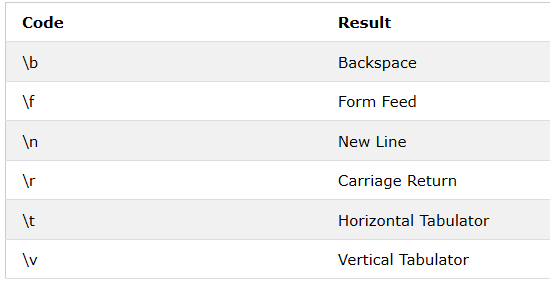 Code Result
\b Backspace
\f Form Feed
\n New Line
\r Carriage Return
\t Horizontal Tabulator
\v Vertical Tabulator